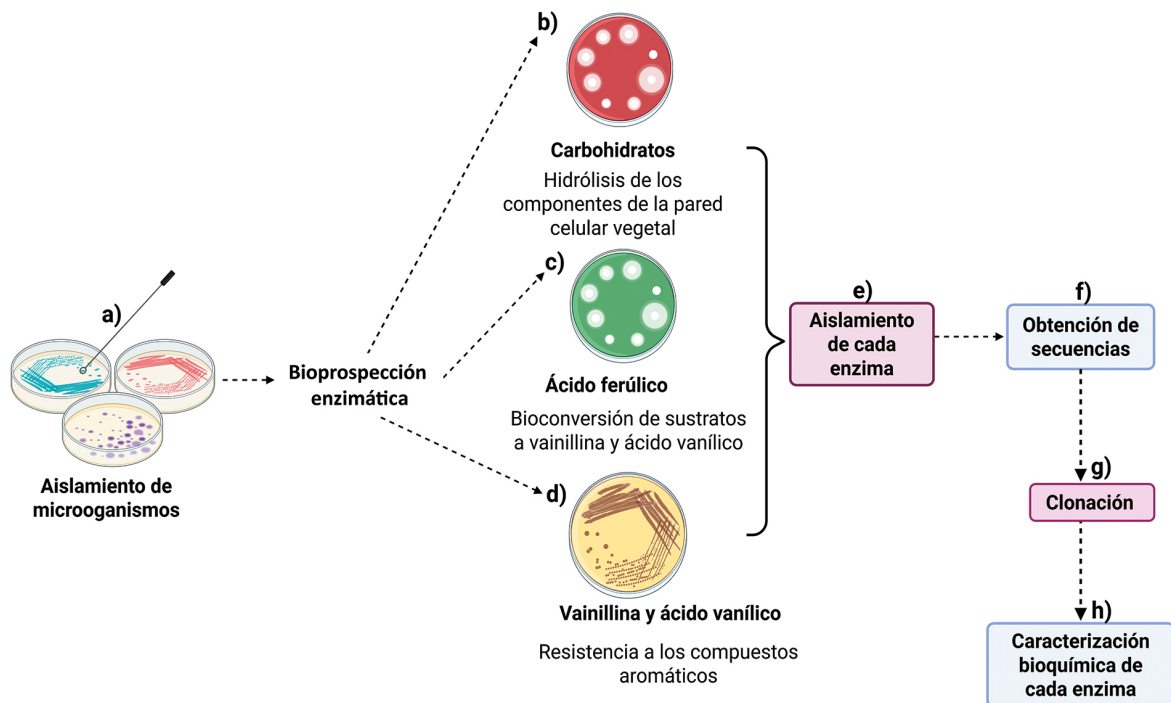 a)
Aislamiento de
microoganismos
Bioprospección
enzimática
b)
Carbohidratos
Hidrólisis de los
componentes de la pared
celular vegetal
c)
Ácido ferúlico
Bioconversión de sustratos
a vainillina y ácido vanílico
d)
Vainillina y ácido vanílico
Resistencia a los compuestos
aromáticos
e)
Aislamiento
de cada
enzima
f)
Obtención de
secuencias
g)
Clonación
h)
Caracterización
bioquímica de
cada enzima